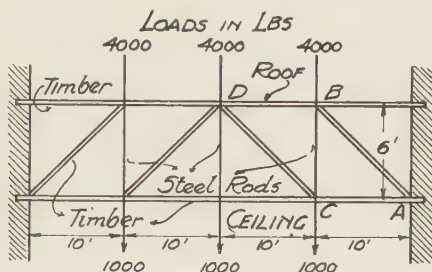 LOADS IN LBS
4000 4000 4000
Timber D ROOF B
6'
Steel Rods
Timber CEILING C A
10' 10' 10' 10'
1000 1000 1000